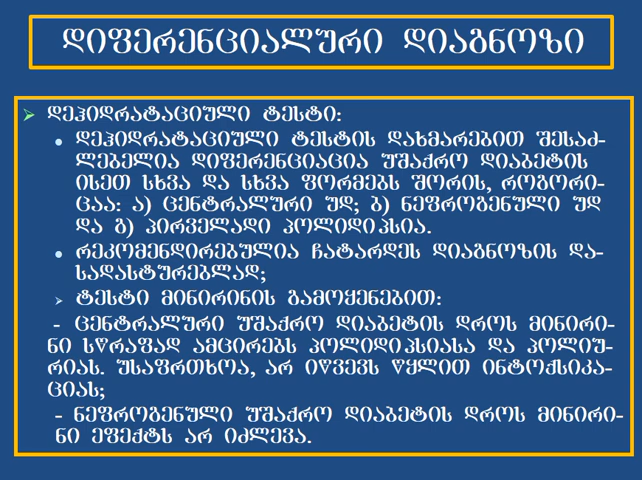 დიფერენციალური დიაგნოზი
დეჰიდრატაციული ტესტი:
დეჰიდრატაციული ტესტის დახმარებით შესაძ-
ლებელია დიფერენციაცია უშაქრო დიაბეტის
ისეთ სხვა და სხვა ფორმებს შორის, როგორი-
ცაა: ა) ცენტრალური უდ; ბ) ნეფროგენული უდ
და გ) პირველადი პოლიდიპსია.
რეკომენდირებულია ჩატარდეს დიაგნოზის და-
სადასტურებლად;
ტესტი მინირინის გამოყენებით:
- ცენტრალური უშაქრო დიაბეტის დროს მინირი-
ნი სწრაფად ამცირებს პოლიდიპსიასა და პოლიუ-
რიას. უსაფრთხოა, არ იწვევს წყლით ინტოქსიკა-
ციას;
- ნეფროგენული უშაქრო დიაბეტის დროს მინირი-
ნი ეფექტს არ იძლევა.